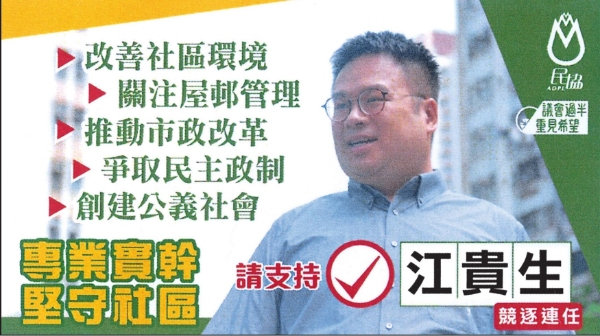 改善社區環境
關注屋邨管理
推動市政改革
爭取民主政制
創建公義社會
民協
ADPL
議會過半
重見希望
專業實幹
堅守社區
請支持
江貴生
競逐連任